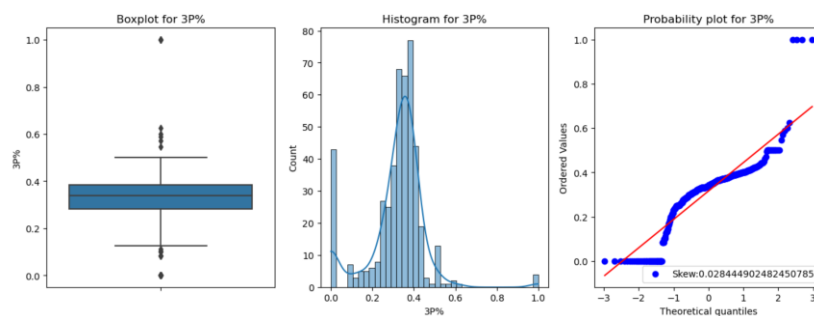 Boxplot for 3P%
1.0
0.8
0.6
0.4
0.2
0.0
3P%
Histogram for 3P%
80
70
60
50
40
30
20
10
0
Count
0.0 0.2 0.4 0.6 0.8 1.0
3P%
Probability plot for 3P%
1.0
0.8
0.6
0.4
0.2
0.0
Ordered Values
Skew:0.028444902482450785
−3 −2 −1 0 1 2 3
Theoretical quantiles